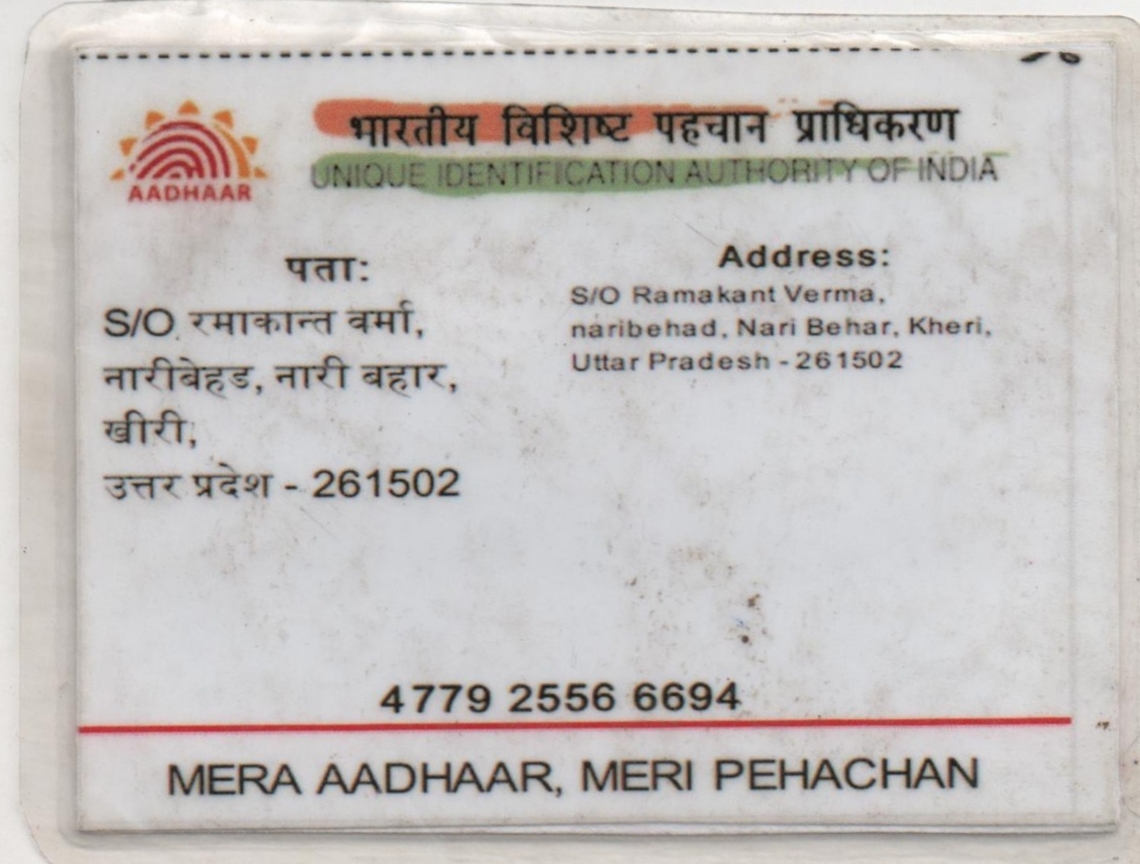 भारतीय विशिष्ट पहचान प्राधिकरण
UNIQUE IDENTIFICATION AUTHORITY OF INDIA
AADHAAR
पता:
S/O रमाकान्त वर्मा,
नारीबेहड, नारी बहार,
खीरी,
उत्तर प्रदेश - 261502
Address:
S/O Ramakant Verma,
naribehad, Nari Behar, Kheri,
Uttar Pradesh - 261502
4779 2556 6694
MERA AADHAAR, MERI PEHACHAN